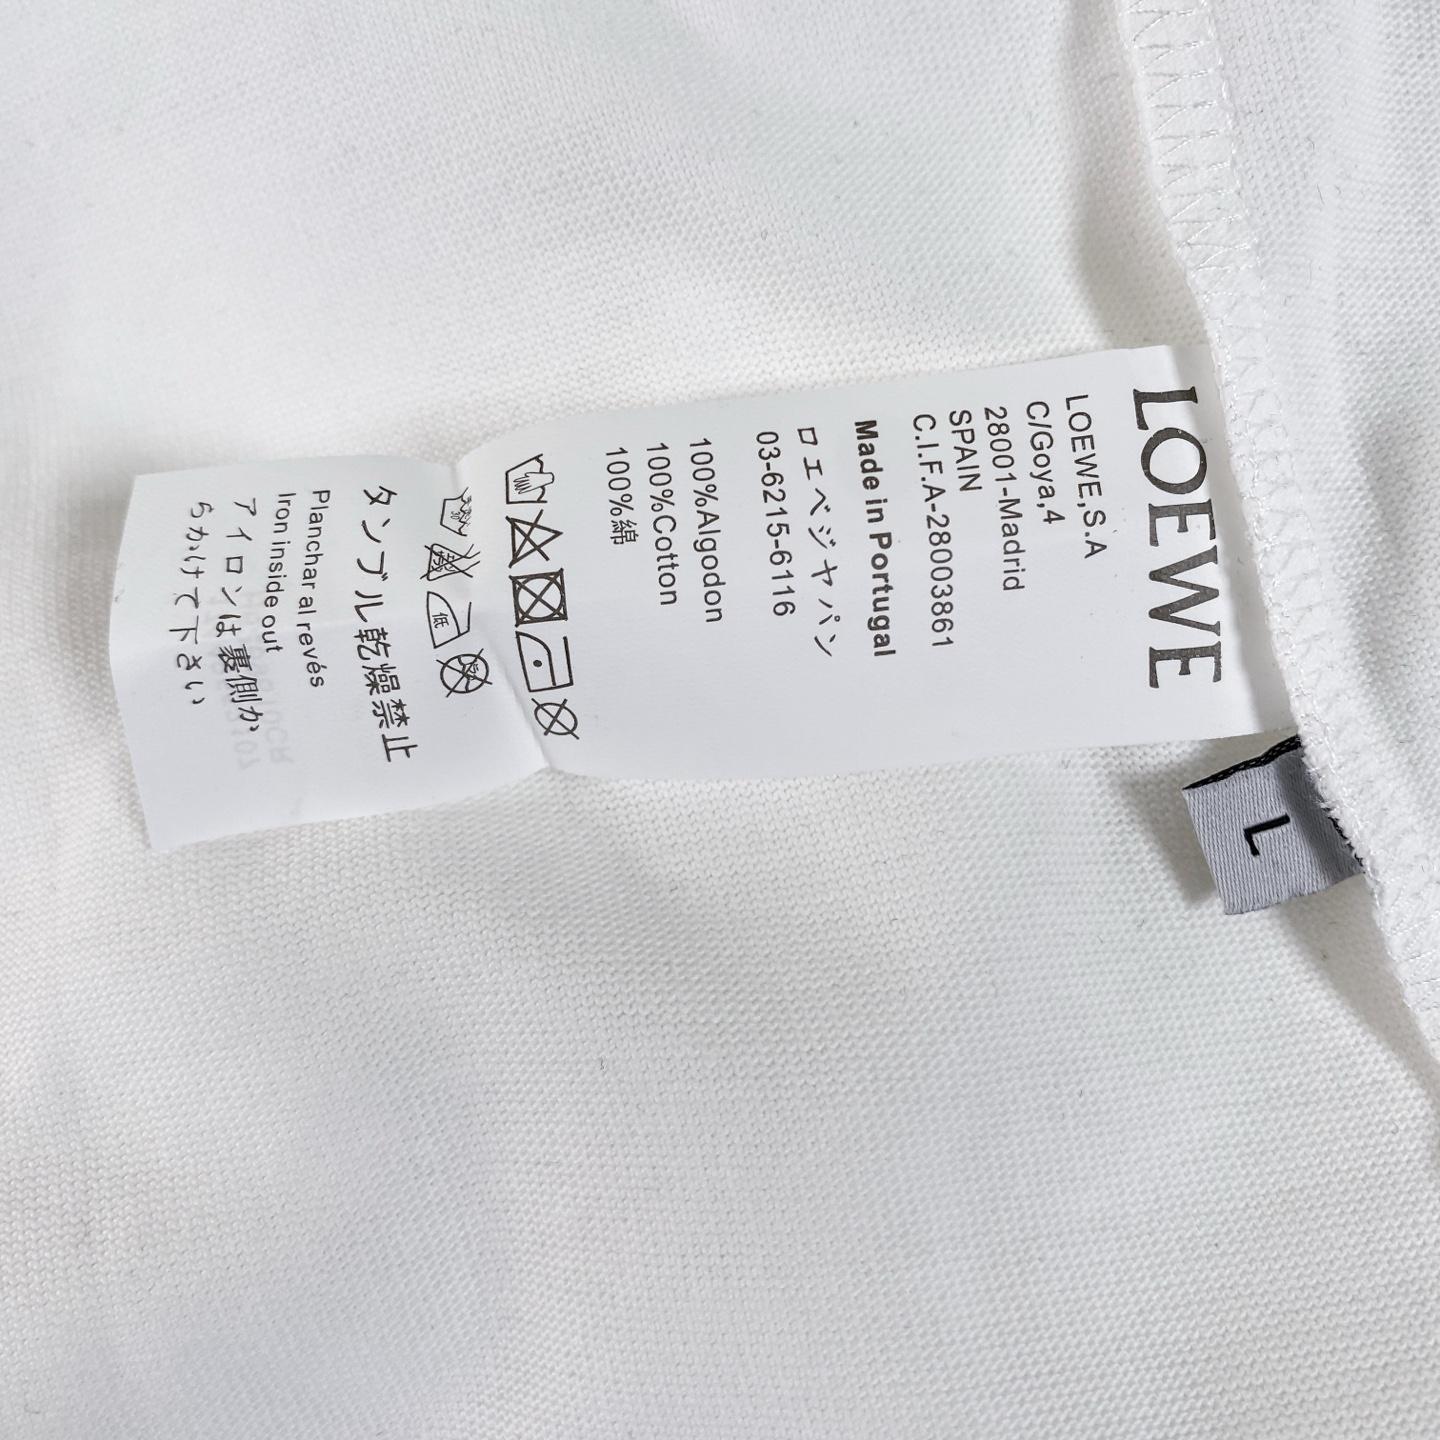 LOEWE
LOEWE,S.A
C/Goya,4
28001-Madrid
SPAIN
C.I.F.A-28003861
Made in Portugal
ロエベジャパン
03-6215-6116
100%Algodon
100%Cotton
100%綿
低
タンブル乾燥禁止
Planchar al revés
Iron inside out
アイロンは裏側か
らかけて下さい
L